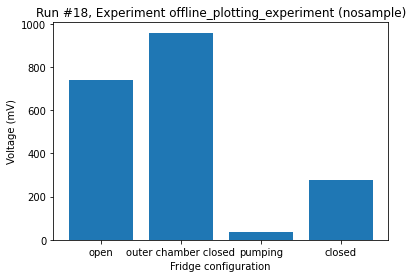 Run #18, Experiment offline_plotting_experiment (nosample)
1000
800
600
400
200
0
Voltage (mV)
open outer chamber closed pumping closed
Fridge configuration